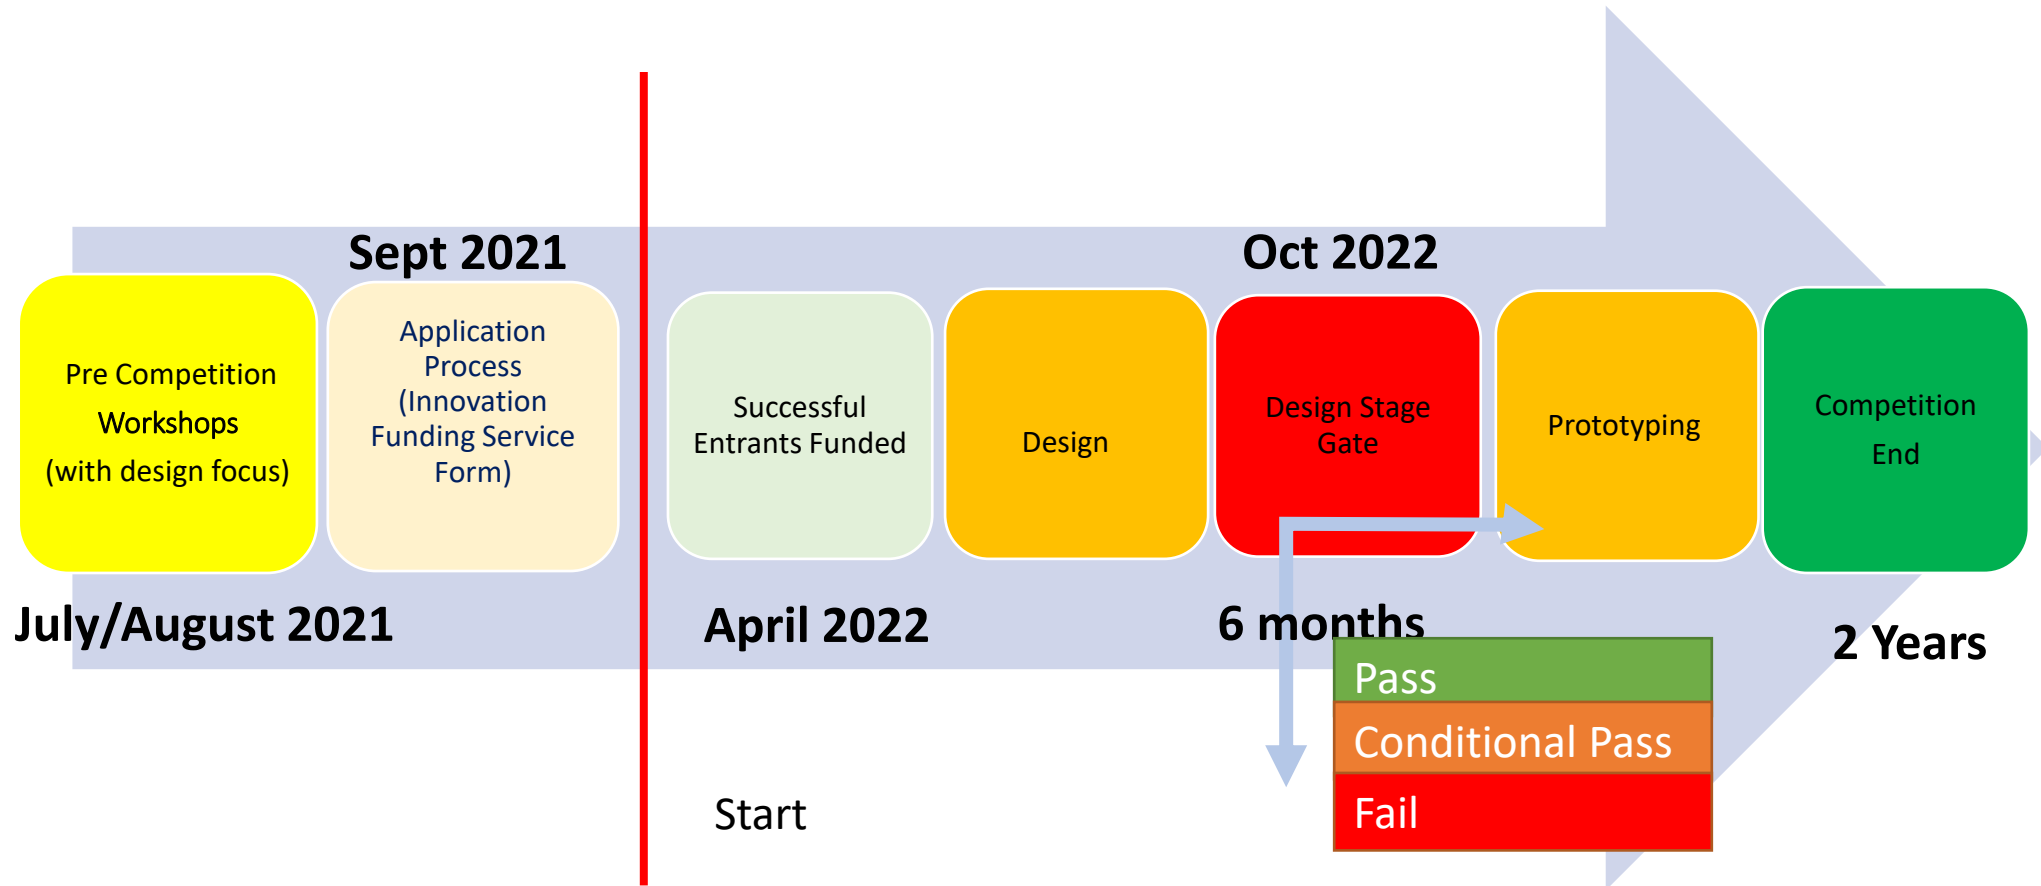 Sept 2021
Oct 2022
Pre Competition
Workshops
(with design focus)
Application
Process
(Innovation
Funding Service
Form)
Successful
Entrants Funded
Design
Design Stage
Gate
Prototyping
Competition
End
July/August 2021
April 2022
6 months
2 Years
Pass
Conditional Pass
Fail
Start